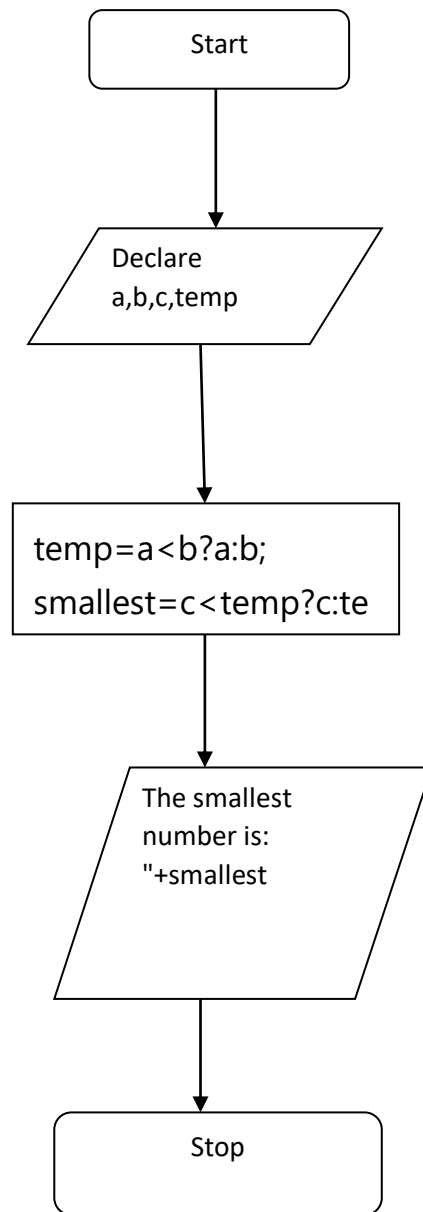 Start
Declare
a,b,c,temp
temp=a<b?a:b;
smallest=c<temp?c:te
The smallest
number is:
"+smallest
Stop